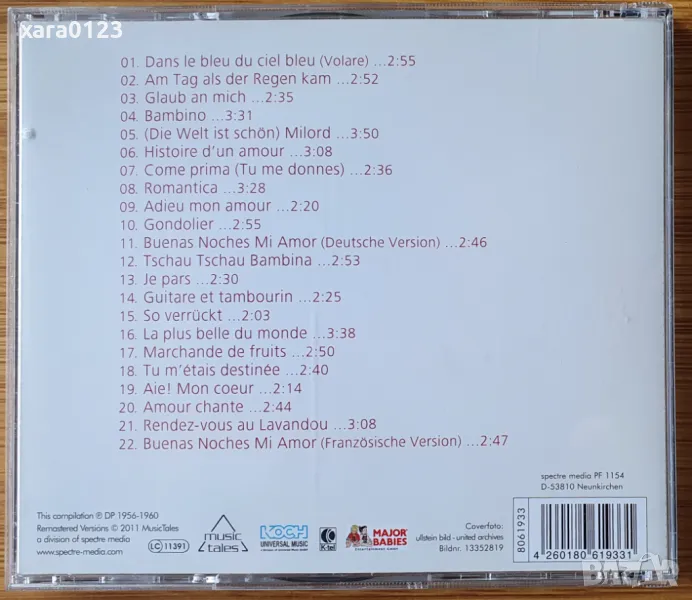 xara0123
01. Dans le bleu du ciel bleu (Volare) ...2:55
02. Am Tag als der Regen kam ...2:52
03. Glaub an mich ...2:35
04. Bambino ...3:31
05. (Die Welt ist schön) Milord ...3:50
06. Histoire d'un amour ...3:08
07. Come prima (Tu me donnes) ...2:36
08. Romantica ...3:28
09. Adieu mon amour ...2:20
10. Gondolier ...2:55
11. Buenas Noches Mi Amor (Deutsche Version) ...2:46
12. Tschau Tschau Bambina ...2:53
13. Je pars ...2:30
14. Guitare et tambourin ...2:25
15. So verrückt ...2:03
16. La plus belle du monde ...3:38
17. Marchande de fruits ...2:50
18. Tu m'étais destinée ...2:40
19. Aie! Mon coeur ...2:14
20. Amour chante ...2:44
21. Rendez-vous au Lavandou ...3:08
22. Buenas Noches Mi Amor (Französische Version) ...2:47
spectre media PF 1154
D-53810 Neunkirchen
This compilation ℗ DP 1956-1960
Remastered Versions © 2011 MusicTales
a division of spectre media
www.spectre-media.com
LC 11391
music
tales
KOCH
UNIVERSAL MUSIC
K-tel
MAJOR
BABIES
Coverfoto:
ullstein bild - united archives
Bildnr. 13352819
8061933
4 260180 619331
BAZAR